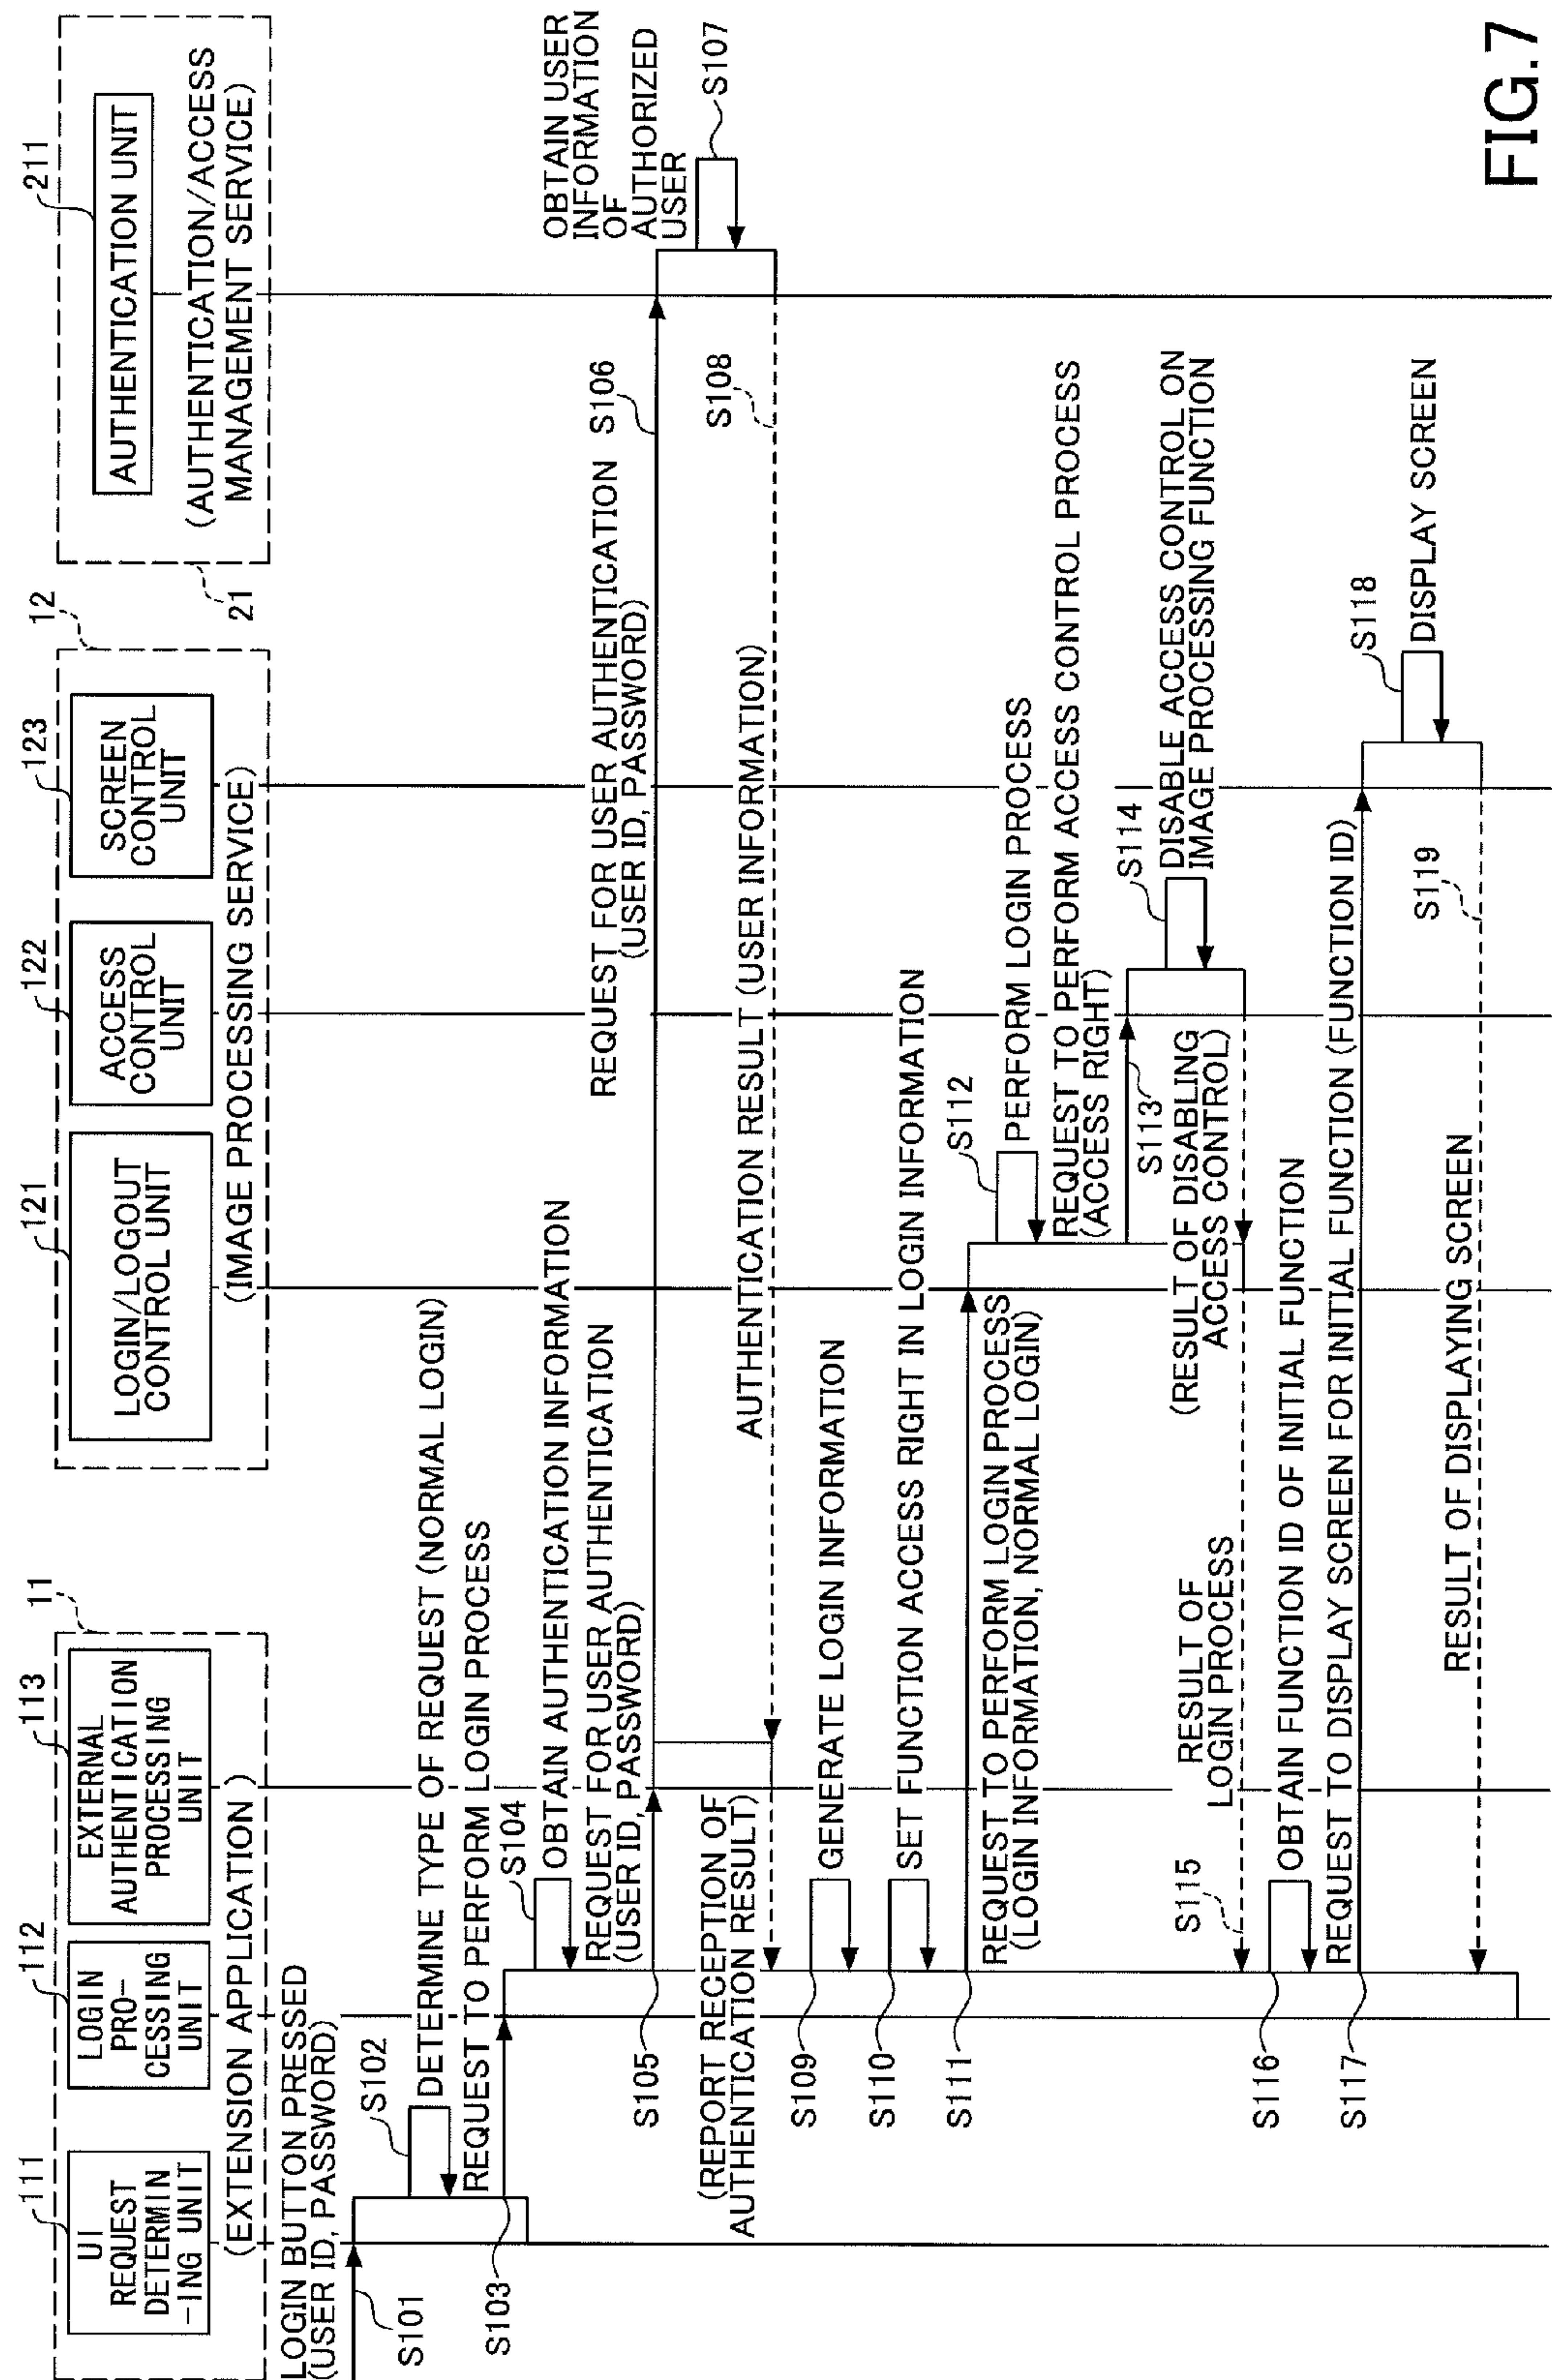 FIG.7
11
111
UI
REQUEST
DETERMIN
-ING UNIT
112
LOGIN
PRO-
CESSING
UNIT
113
EXTERNAL
AUTHENTICATION
PROCESSING
UNIT
(EXTENSION APPLICATION )
12
121
LOGIN/LOGOUT
CONTROL UNIT
122
ACCESS
CONTROL
UNIT
123
SCREEN
CONTROL
UNIT
(IMAGE PROCESSING SERVICE)
21
211
AUTHENTICATION UNIT
(AUTHENTICATION/ACCESS
MANAGEMENT SERVICE)
LOGIN BUTTON PRESSED
(USER ID, PASSWORD)
S101
S102
DETERMINE TYPE OF REQUEST (NORMAL LOGIN)
REQUEST TO PERFORM LOGIN PROCESS
S103
S104
OBTAIN AUTHENTICATION INFORMATION
REQUEST FOR USER AUTHENTICATION
(USER ID, PASSWORD)
S105
REQUEST FOR USER AUTHENTICATION
(USER ID, PASSWORD)
S106
OBTAIN USER
INFORMATION
OF
AUTHORIZED
USER
S107
S108
AUTHENTICATION RESULT (USER INFORMATION)
(REPORT RECEPTION OF
AUTHENTICATION RESULT)
S109
GENERATE LOGIN INFORMATION
S110
SET FUNCTION ACCESS RIGHT IN LOGIN INFORMATION
S111
REQUEST TO PERFORM LOGIN PROCESS
(LOGIN INFORMATION, NORMAL LOGIN)
S112
PERFORM LOGIN PROCESS
REQUEST TO PERFORM ACCESS CONTROL PROCESS
(ACCESS RIGHT)
S113
S114
DISABLE ACCESS CONTROL ON
IMAGE PROCESSING FUNCTION
(RESULT OF DISABLING
ACCESS CONTROL)
RESULT OF
LOGIN PROCESS
S115
S116
OBTAIN FUNCTION ID OF INITIAL FUNCTION
REQUEST TO DISPLAY SCREEN FOR INITIAL FUNCTION (FUNCTION ID)
S117
S118
DISPLAY SCREEN
S119
RESULT OF DISPLAYING SCREEN